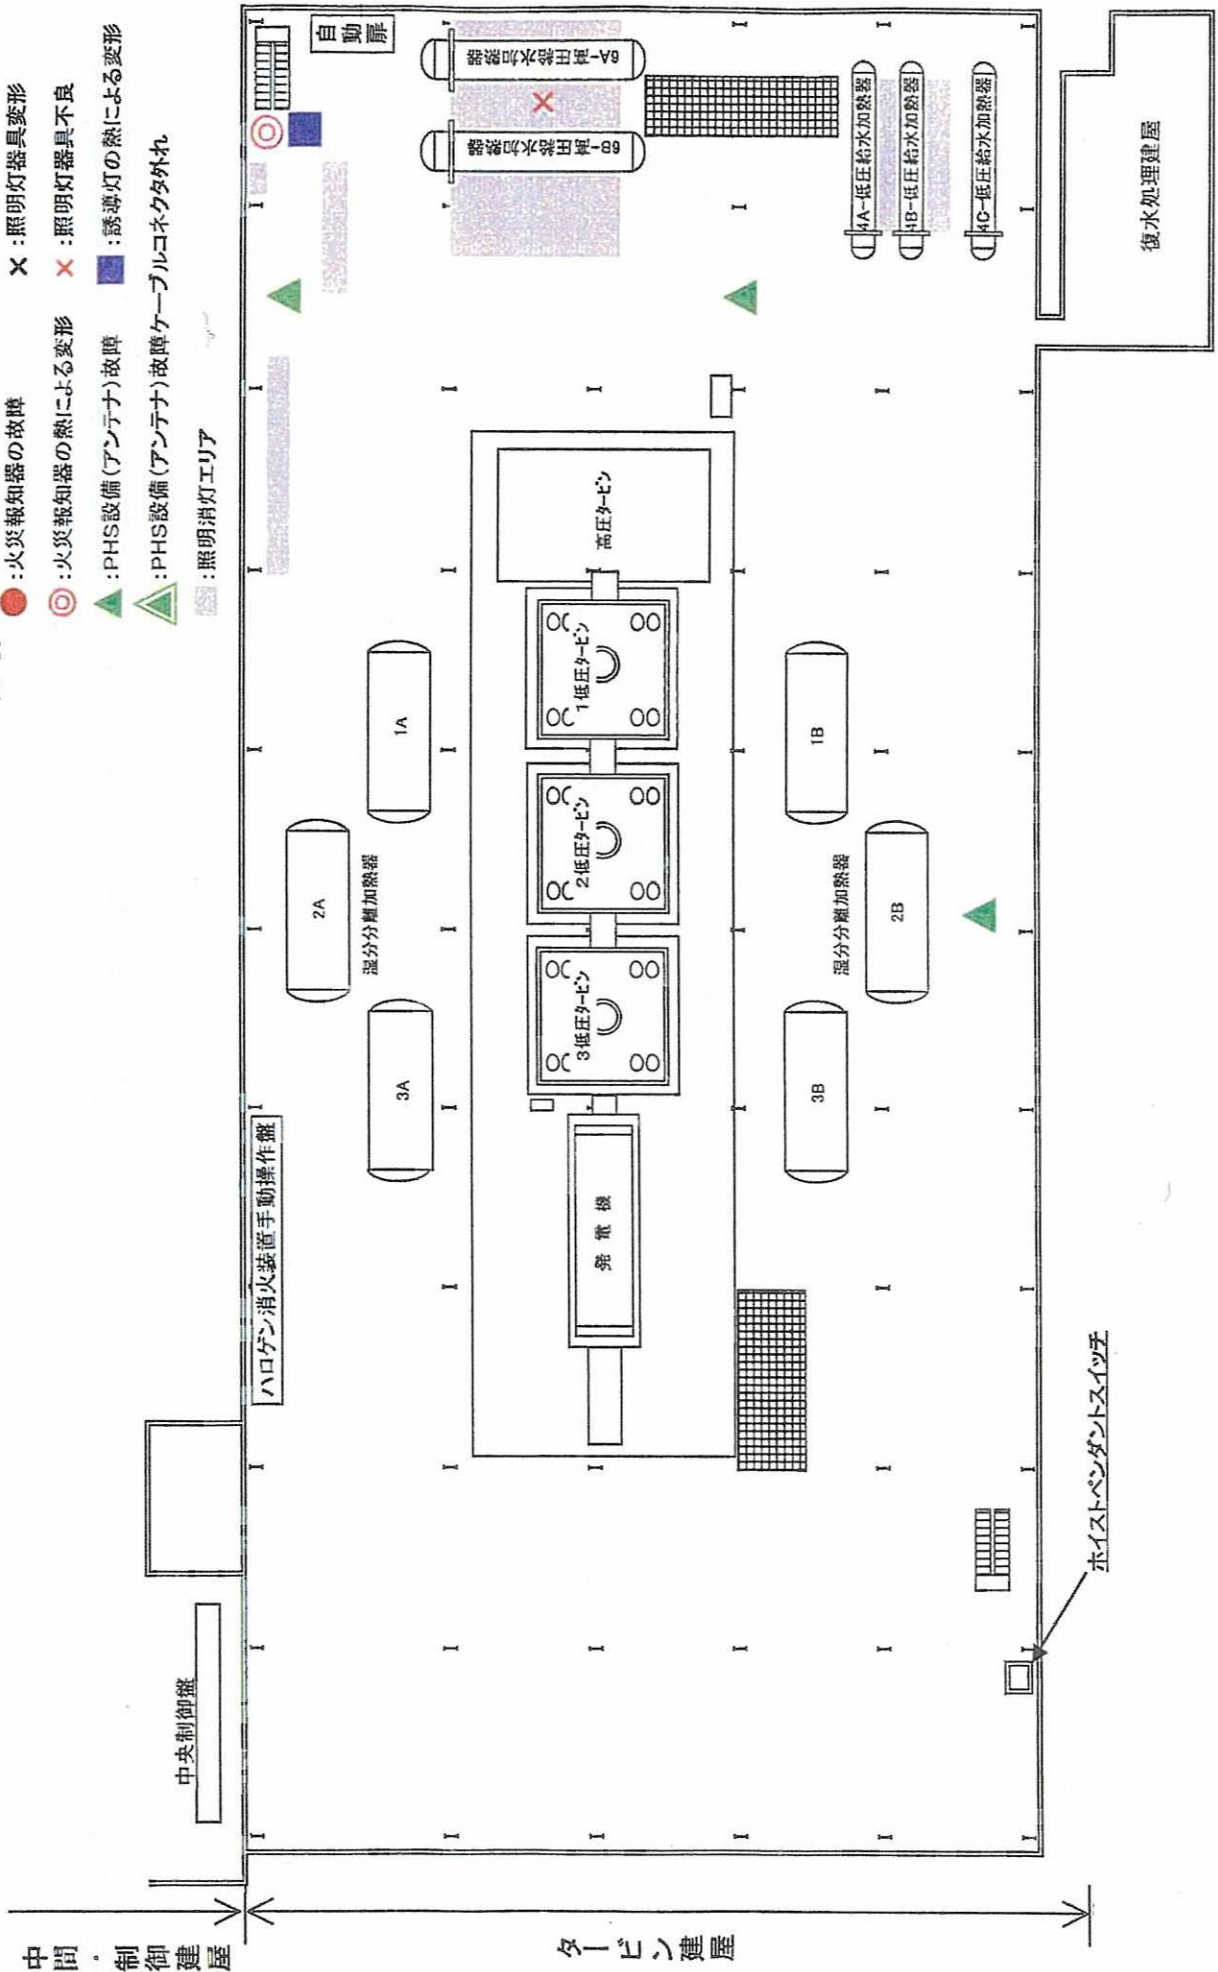 ●:火災報知器の故障
×:照明灯器具変形
◎:火災報知器の熱による変形
×:照明灯器具不良
▲:PHS設備(アンテナ)故障
■:誘導灯の熱による変形
▲:PHS設備(アンテナ)故障ケーブルコネクタ外れ
:照明消灯エリア
中間・制御建屋
中央制御盤
タービン建屋
ハロゲン消火装置手動操作盤
自動扉
2A
湿分分離加熱器
3A
1A
6A-高圧給水加熱器
6B-高圧給水加熱器
発電機
3低圧タービン
2低圧タービン
1低圧タービン
高圧タービン
3B
1B
湿分分離加熱器
2B
4A-低圧給水加熱器
4B-低圧給水加熱器
4C-低圧給水加熱器
ホイストペンダントスイッチ
復水処理建屋